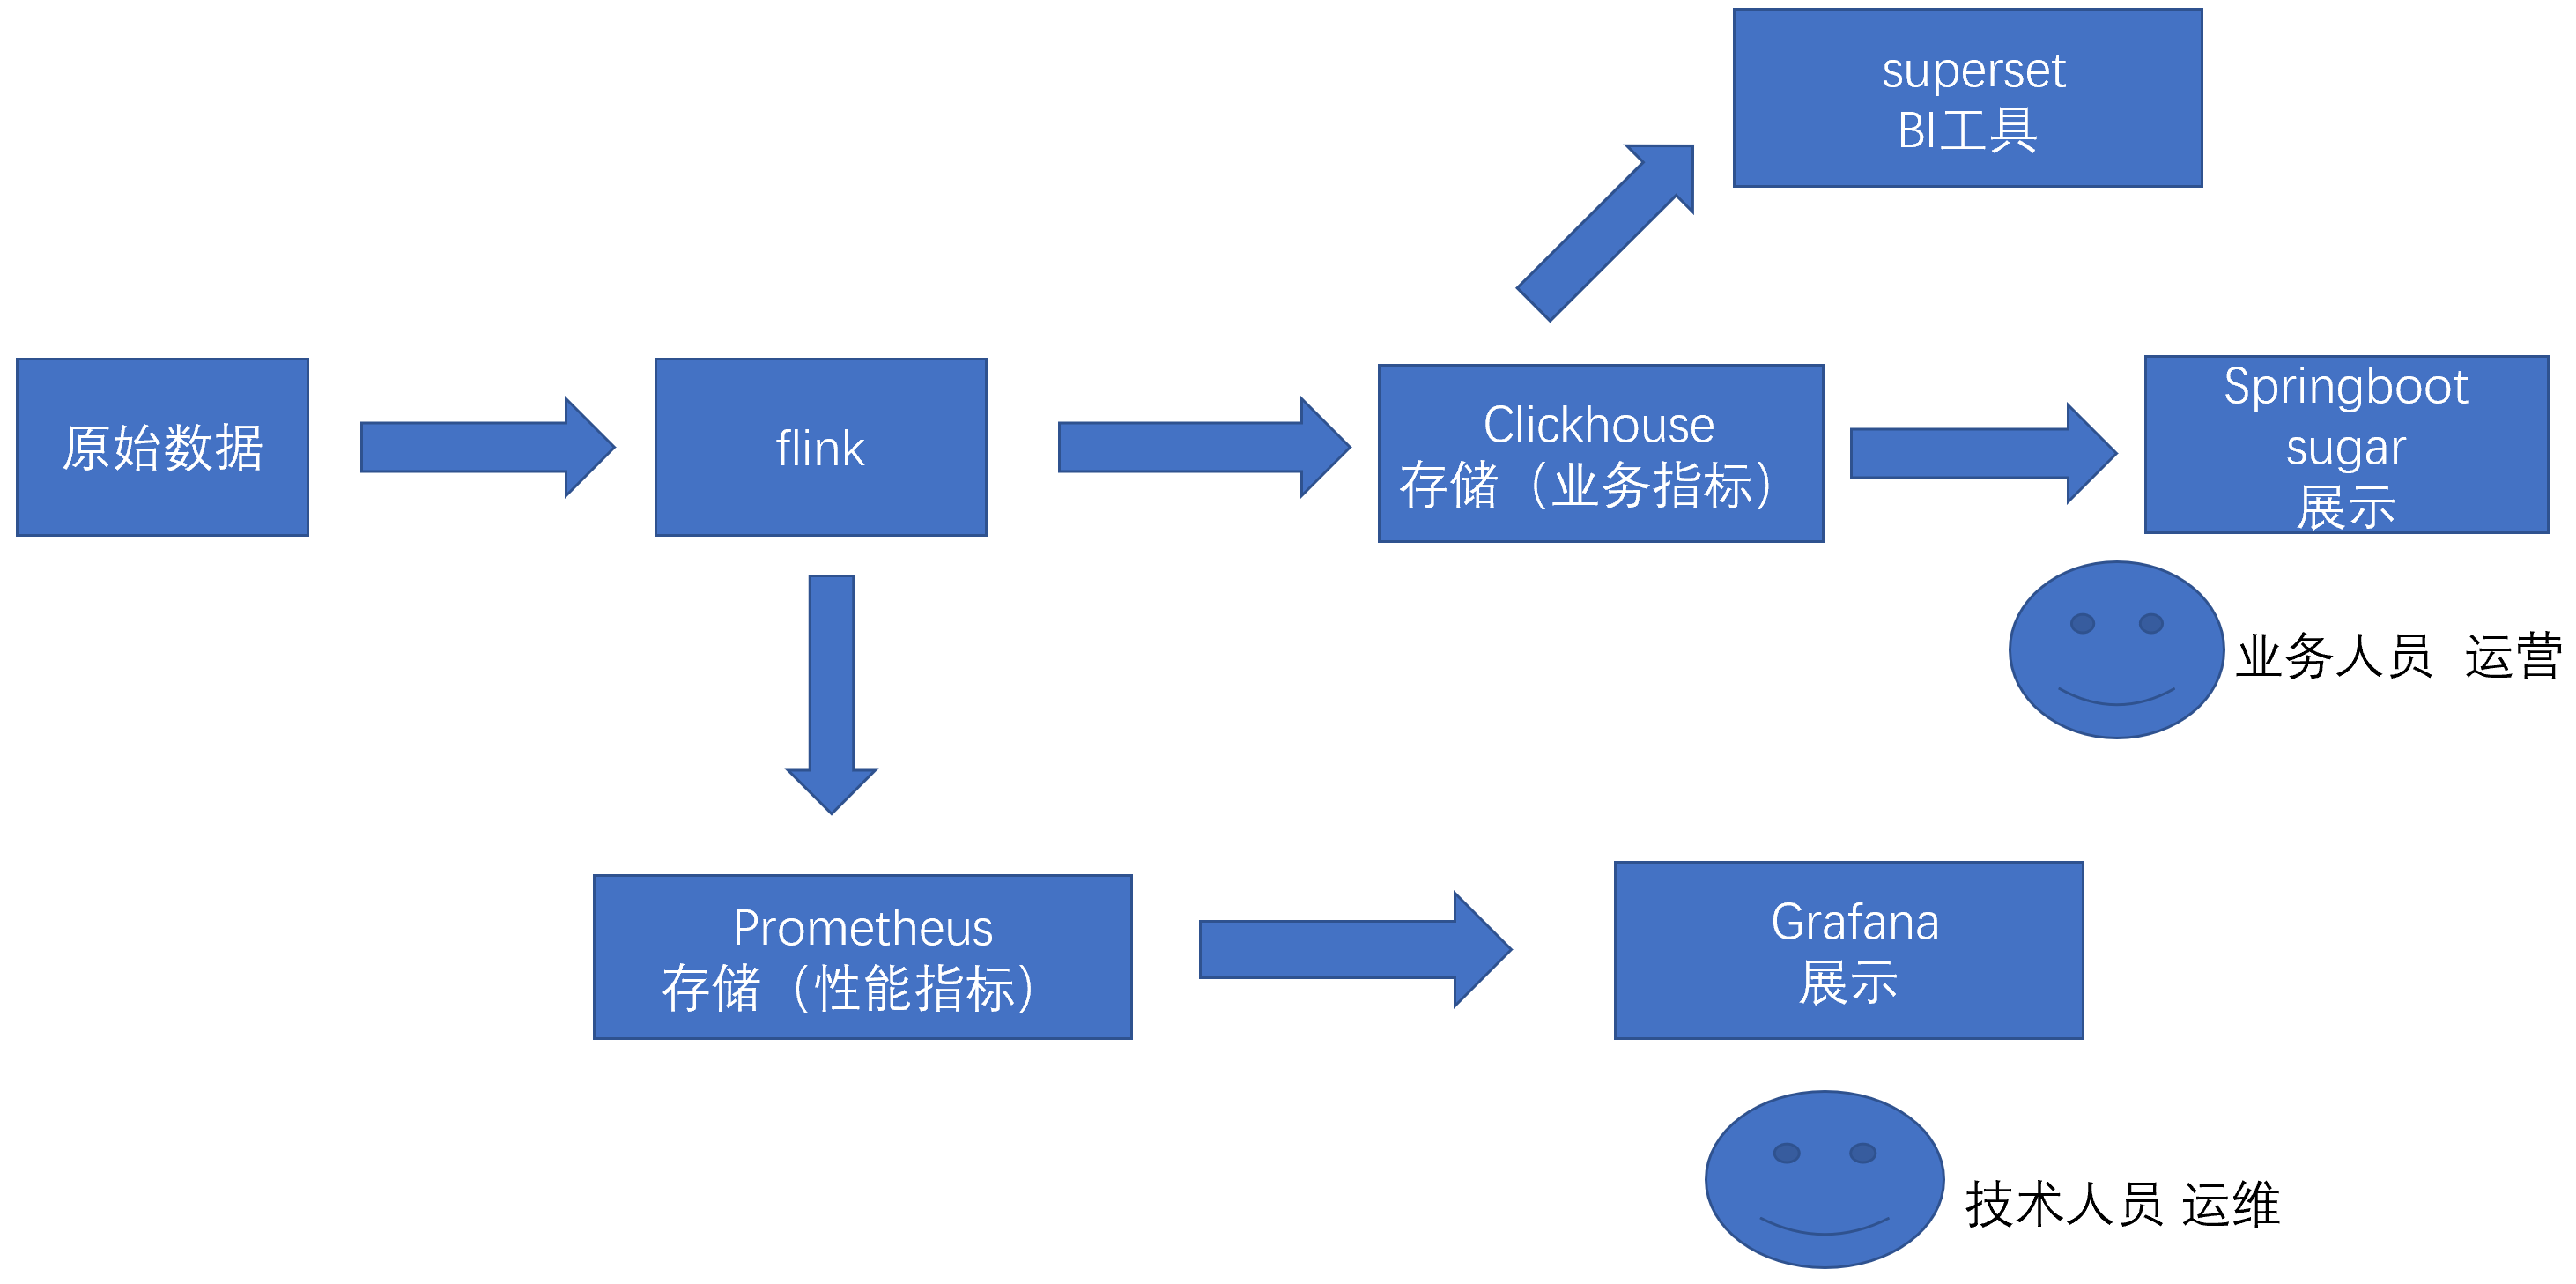 superset
BI工具
原始数据
flink
Clickhouse
存储（业务指标）
Springboot
sugar
展示
业务人员  运营
Prometheus
存储（性能指标）
Grafana
展示
技术人员 运维